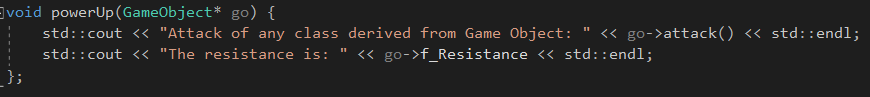 void powerUp(GameObject* go) {
    std::cout << "Attack of any class derived from Game Object: " << go->attack() << std::endl;
    std::cout << "The resistance is: " << go->f_Resistance << std::endl;
};